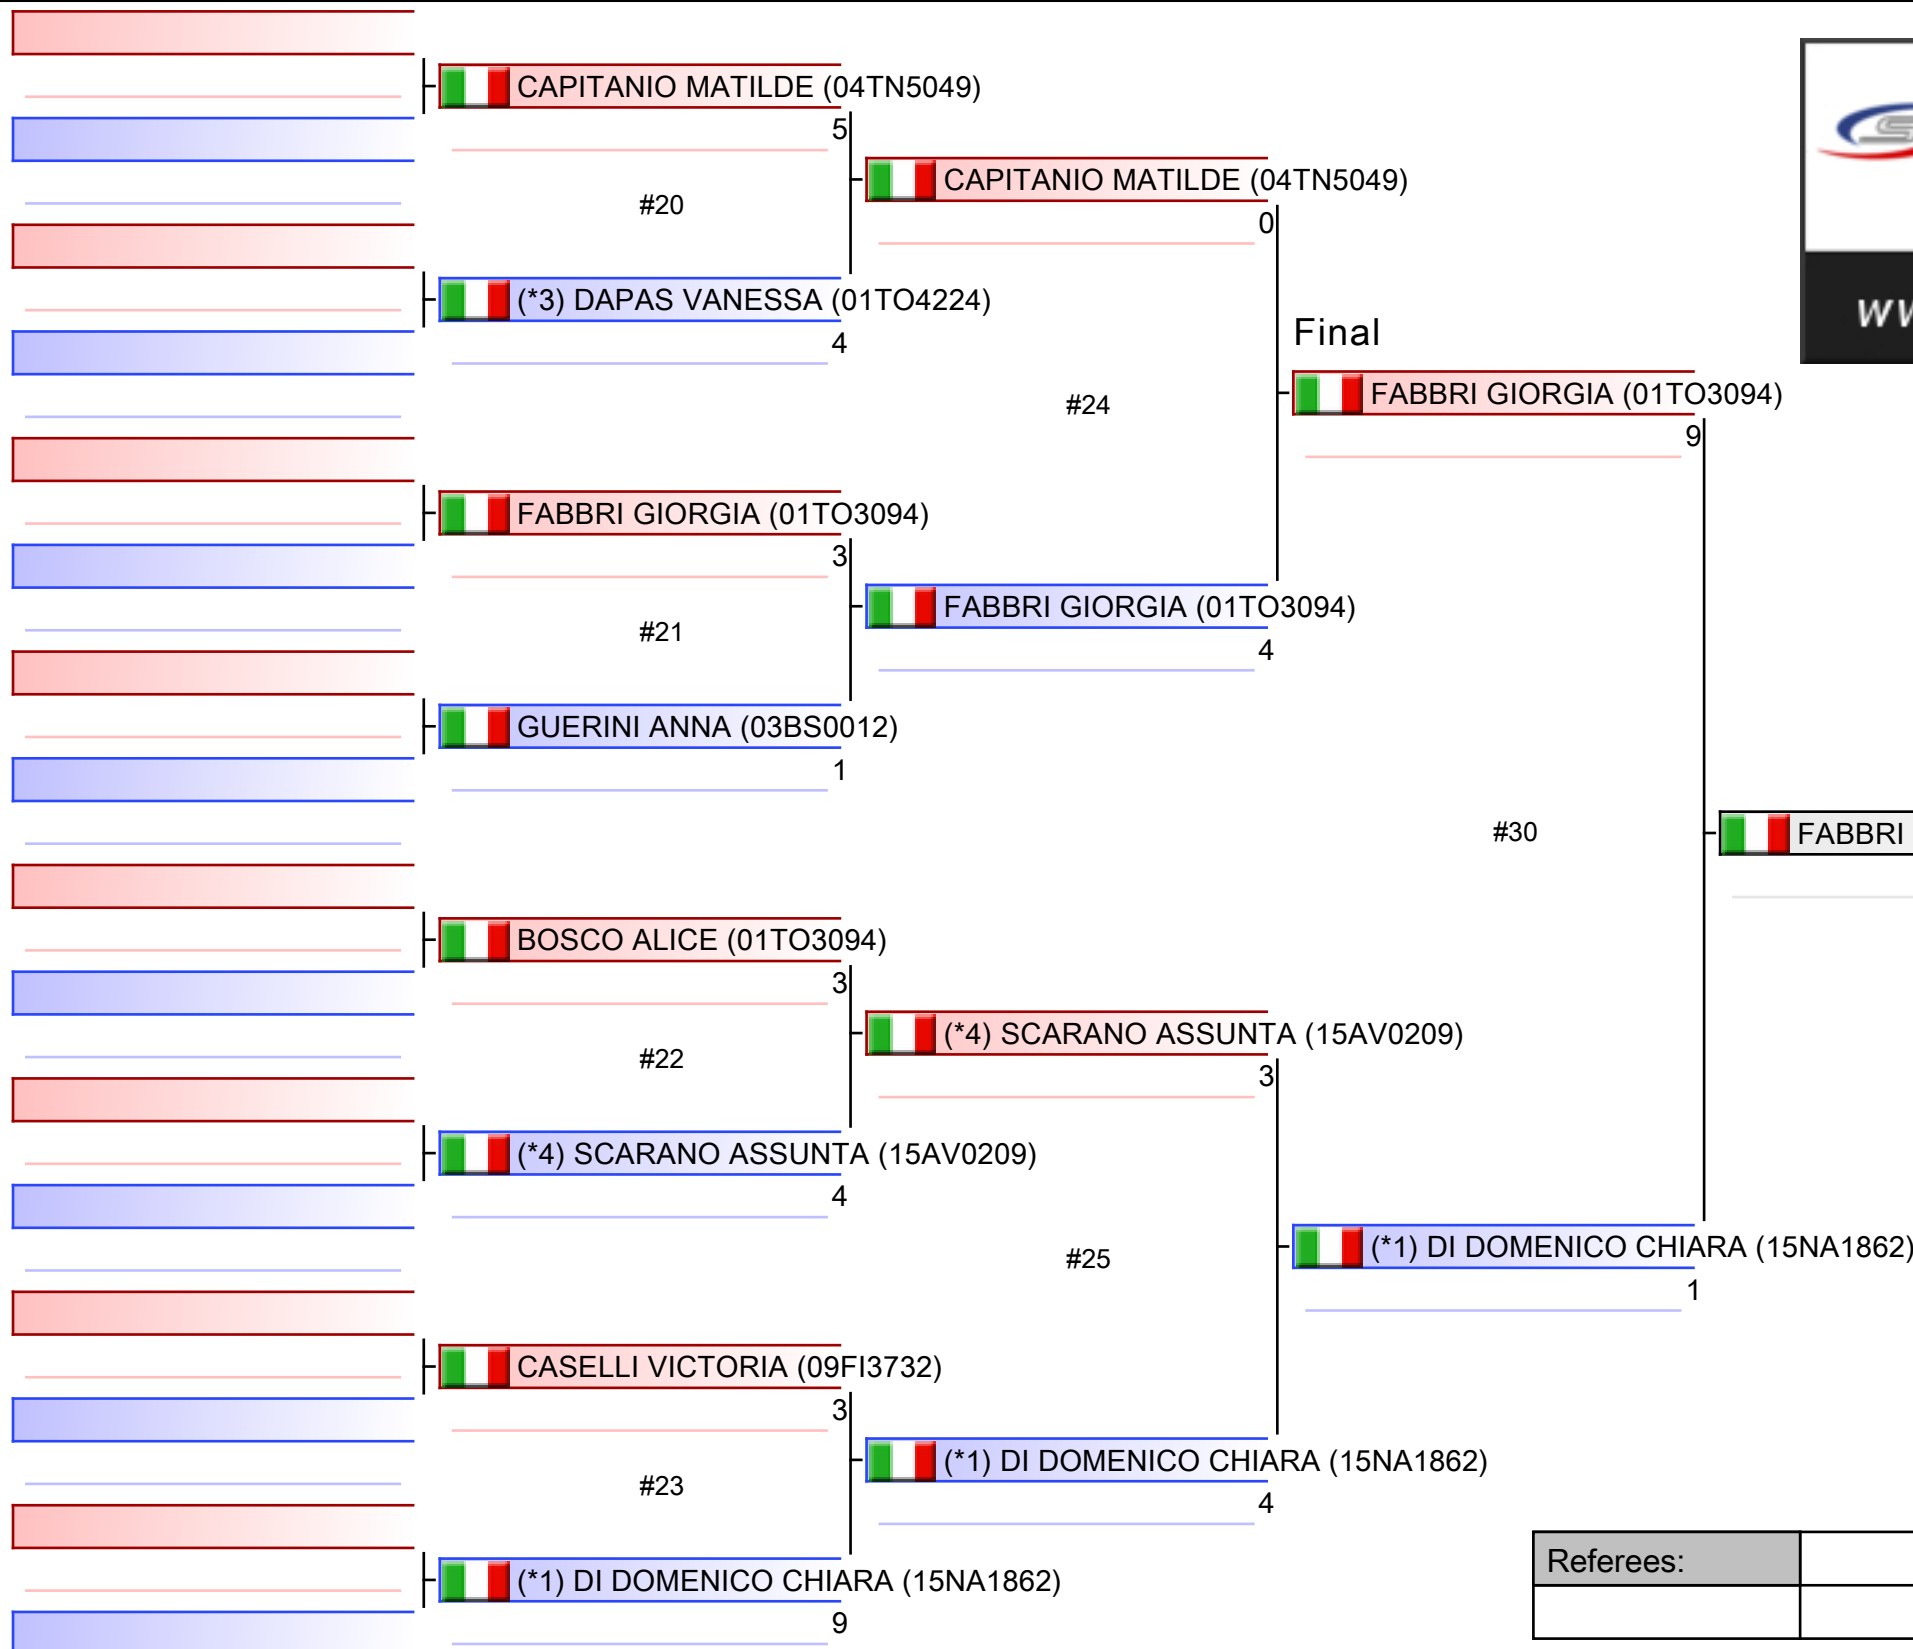 CAPITANIO MATILDE (04TN5049)
5
#20
(*3) DAPAS VANESSA (01TO4224)
4
FABBRI GIORGIA (01TO3094)
3
#21
GUERINI ANNA (03BS0012)
1
BOSCO ALICE (01TO3094)
3
#22
(*4) SCARANO ASSUNTA (15AV0209)
4
CASELLI VICTORIA (09FI3732)
3
#23
(*1) DI DOMENICO CHIARA (15NA1862)
9
CAPITANIO MATILDE (04TN5049)
0
#24
FABBRI GIORGIA (01TO3094)
4
(*4) SCARANO ASSUNTA (15AV0209)
3
#25
(*1) DI DOMENICO CHIARA (15NA1862)
4
Final
FABBRI GIORGIA (01TO3094)
9
#30
(*1) DI DOMENICO CHIARA (15NA1862)
1
FABBRI
Referees: